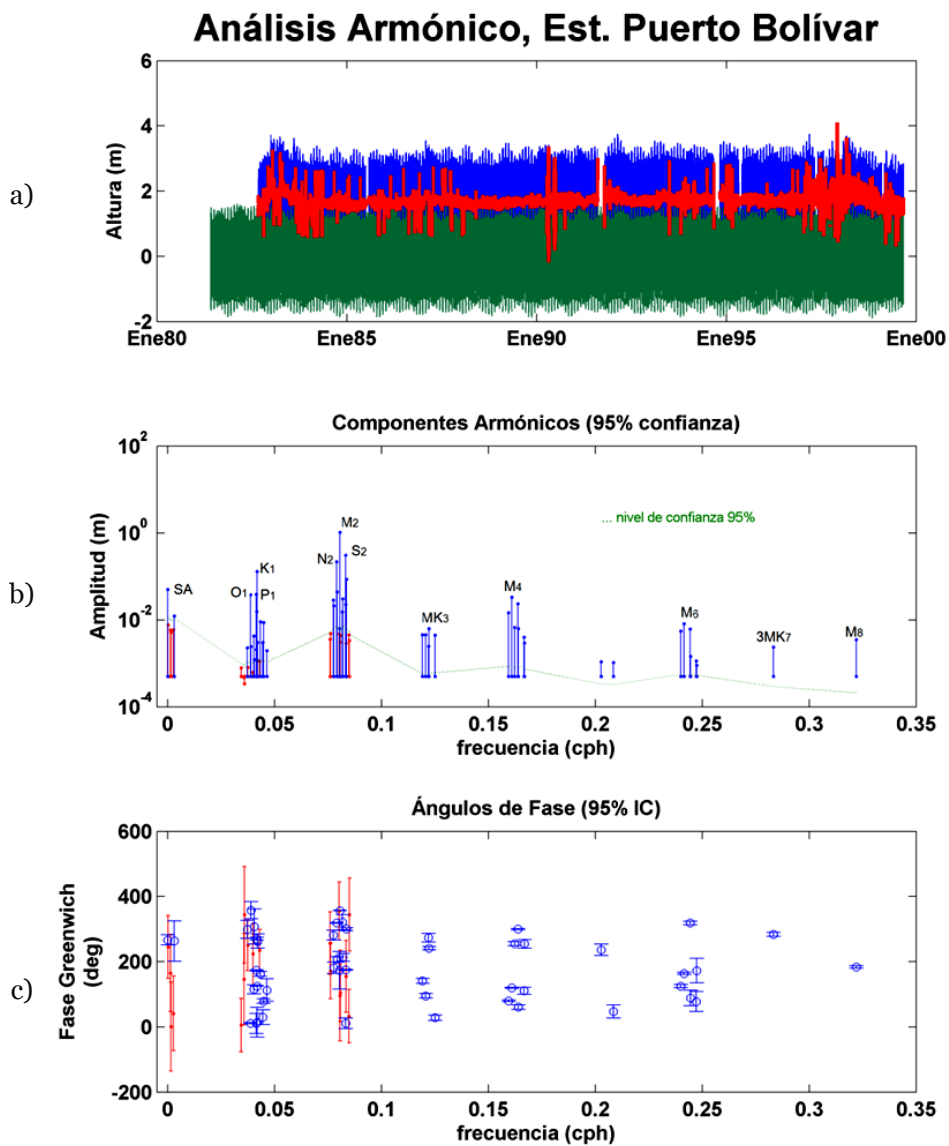 Análisis Armónico, Est. Puerto Bolívar
a)
Altura (m)
6
4
2
0
-2
Ene80 Ene85 Ene90 Ene95 Ene00
b)
Componentes Armónicos (95% confianza)
Amplitud (m)
10^2
10^0
10^-2
10^-4
... nivel de confianza 95%
SA
O1
K1
P1
N2
M2
S2
MK3
M4
M6
3MK7
M8
0 0.05 0.1 0.15 0.2 0.25 0.3 0.35
frecuencia (cph)
c)
Ángulos de Fase (95% IC)
Fase Greenwich
(deg)
600
400
200
0
-200
0 0.05 0.1 0.15 0.2 0.25 0.3 0.35
frecuencia (cph)